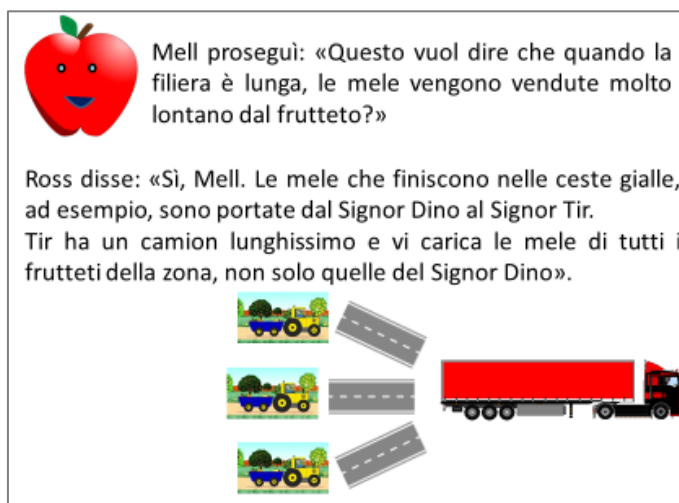 Mell proseguì: «Questo vuol dire che quando la
filiera è lunga, le mele vengono vendute molto
lontano dal frutteto?»
Ross disse: «Sì, Mell. Le mele che finiscono nelle ceste gialle,
ad esempio, sono portate dal Signor Dino al Signor Tir.
Tir ha un camion lunghissimo e vi carica le mele di tutti i
frutteti della zona, non solo quelle del Signor Dino».